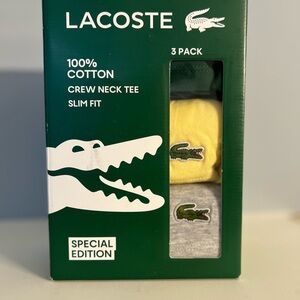 LACOSTE
3 PACK
100%
COTTON
CREW NECK TEE
SLIM FIT
SPECIAL
EDITION